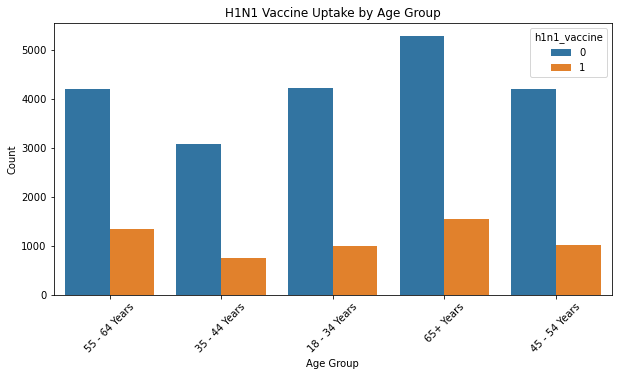 H1N1 Vaccine Uptake by Age Group
h1n1_vaccine
0
1
Count
5000
4000
3000
2000
1000
0
55 - 64 Years
35 - 44 Years
18 - 34 Years
65+ Years
45 - 54 Years
Age Group